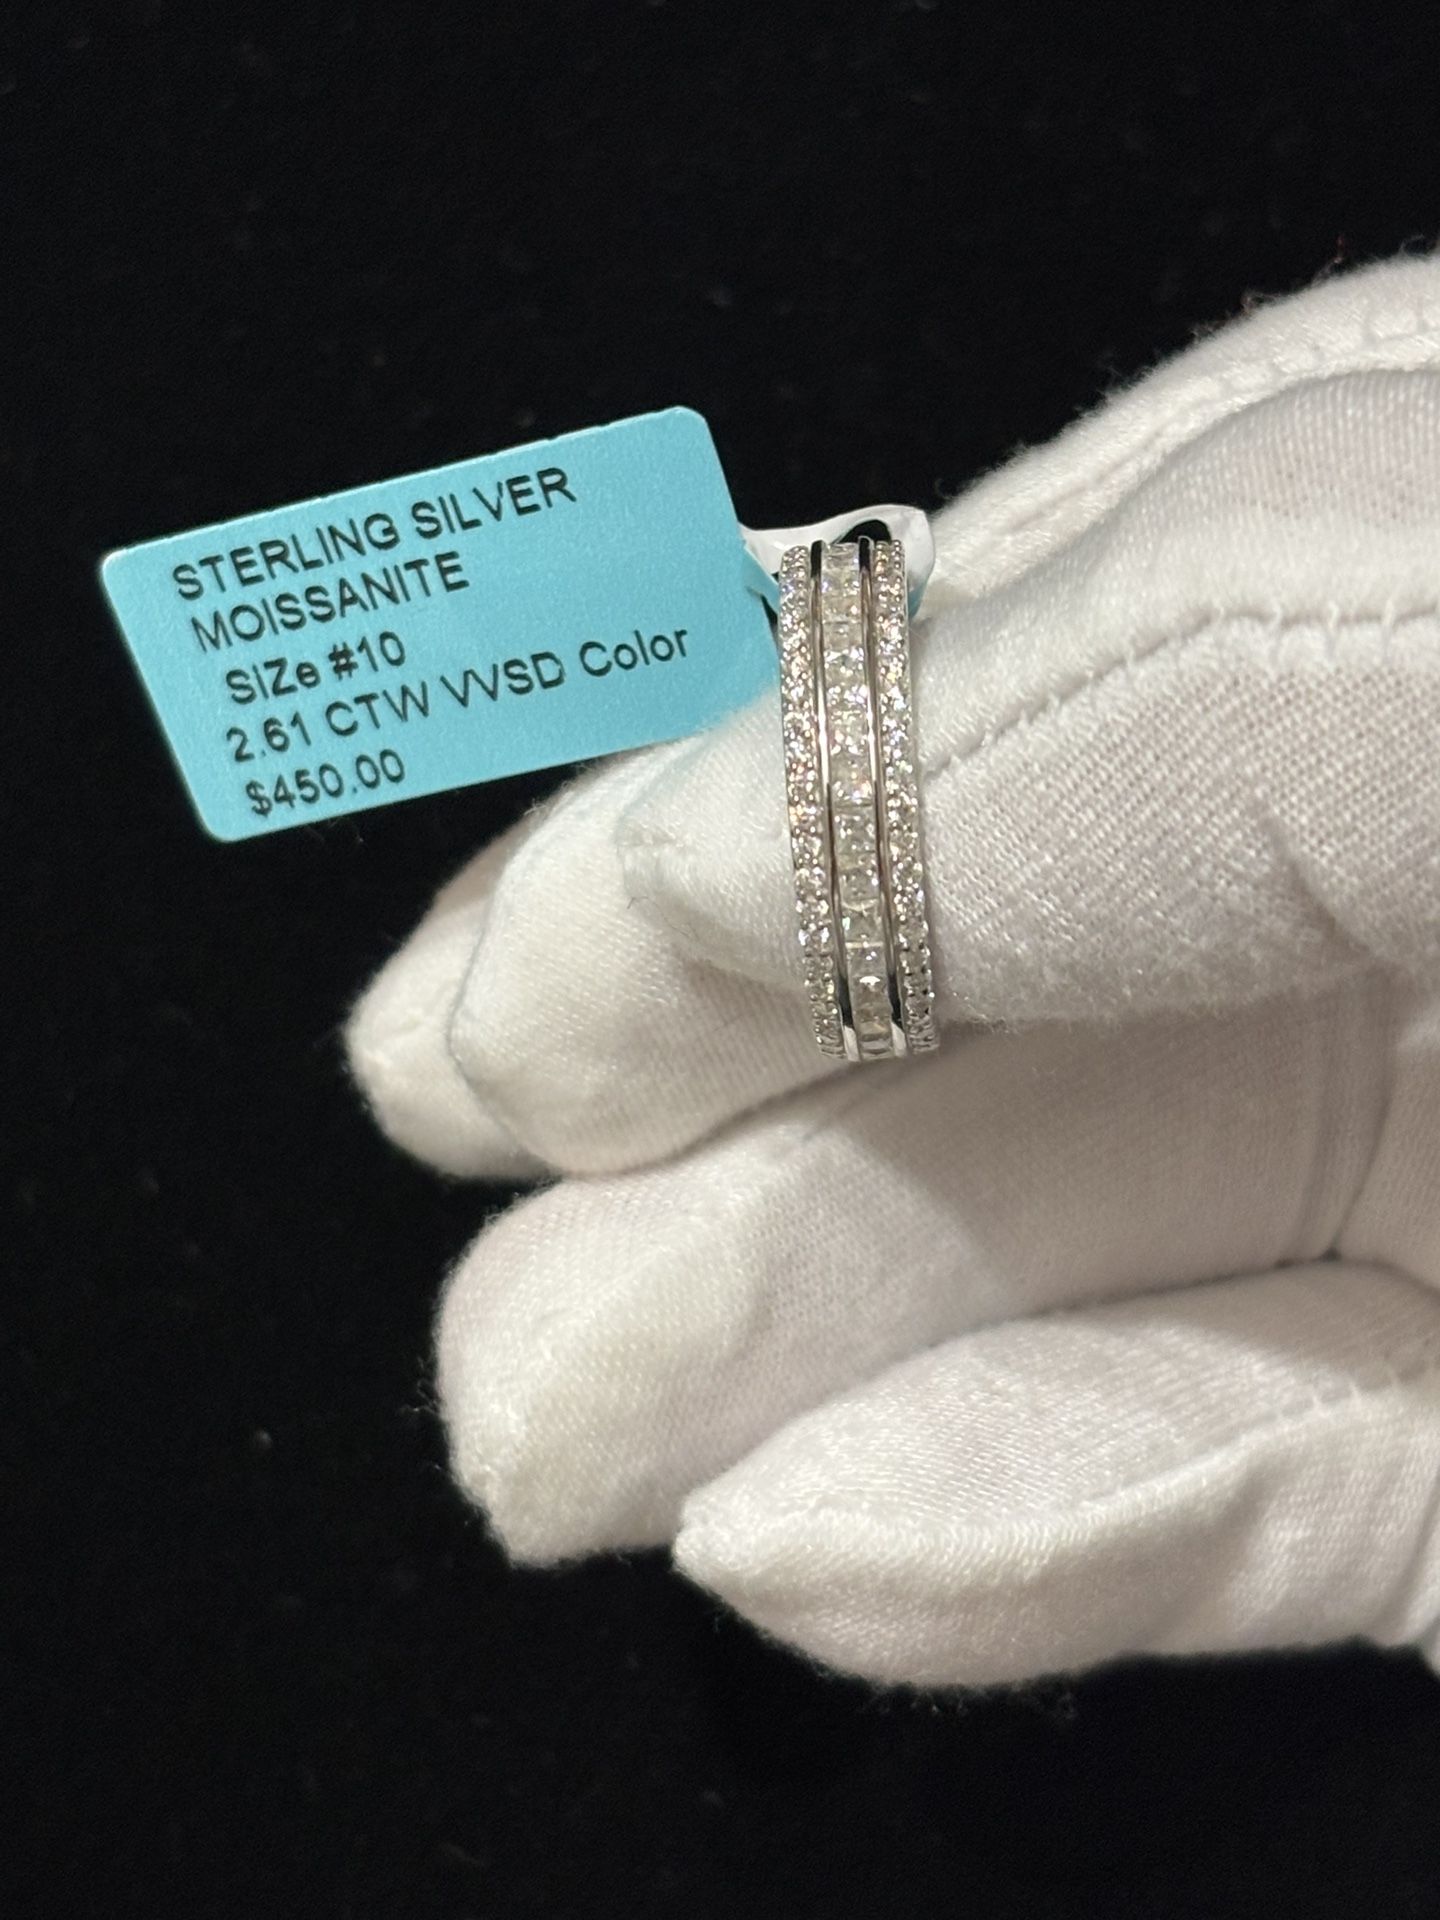 STERLING SILVER
MOISSANITE
SIZe #10
2.61 CTW VVSD Color
$450.00